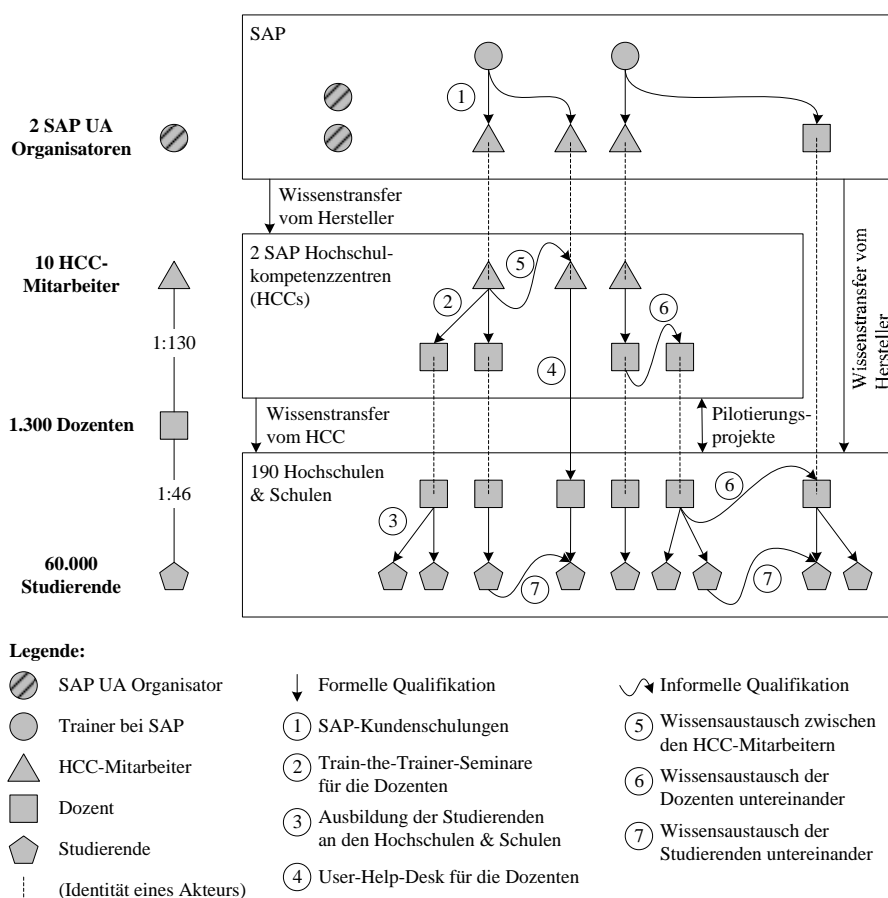 SAP
1
2 SAP UA
Organisatoren
Wissenstransfer
vom Hersteller
10 HCC-
Mitarbeiter
2 SAP Hochschul-
kompetenzzentren
(HCCs)
5
2
6
1:130
4
Wissenstransfer vom
Hersteller
1.300 Dozenten
Wissenstransfer
vom HCC
Pilotierungs-
projekte
190 Hochschulen
& Schulen
1:46
6
3
60.000
Studierende
7
7
Legende:
SAP UA Organisator
Trainer bei SAP
HCC-Mitarbeiter
Dozent
Studierende
(Identität eines Akteurs)
Formelle Qualifikation
1 SAP-Kundenschulungen
2 Train-the-Trainer-Seminare
für die Dozenten
3 Ausbildung der Studierenden
an den Hochschulen & Schulen
4 User-Help-Desk für die Dozenten
Informelle Qualifikation
5 Wissensaustausch zwischen
den HCC-Mitarbeitern
6 Wissensaustausch der
Dozenten untereinander
7 Wissensaustausch der
Studierenden untereinander